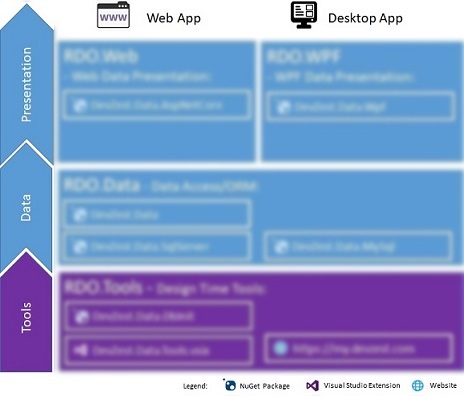 www
Web App
Desktop App
Presentation
RDO.Web
- Web Data Presentation:
DevZest.Data.AspNetCore
RDO.WPF
- WPF Data Presentation:
DevZest.Data.Wpf
Data
RDO.Data - Data Access/ORM:
DevZest.Data
DevZest.Data.SqlServer
DevZest.Data.MySql
Tools
RDO.Tools - Design Time Tools:
DevZest.Data.DbInit
DevZest.Data.Tools.vsix
https://my.devzest.com
Legend:
NuGet Package
Visual Studio Extension
Website